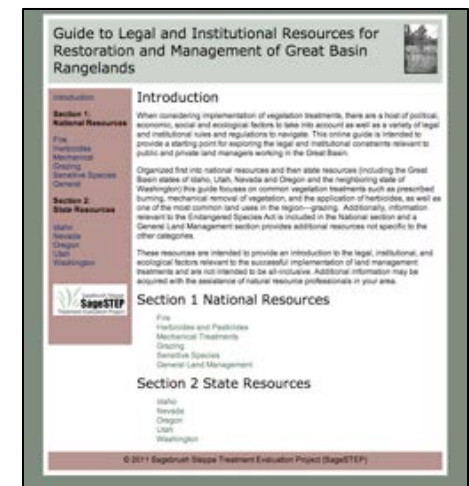 Guide to Legal and Institutional Resources for
Restoration and Management of Great Basin
Rangelands
Introduction
Section 1:
National Resources
Fire
Herbicides
Mechanical
Grazing
Sensitive Species
General
Section 2:
State Resources
Idaho
Nevada
Oregon
Utah
Washington
Sagebrush Steppe
SageSTEP
Treatment Evaluation Project
Introduction
When considering implementation of vegetation treatments, there are a host of political,
economic, social and ecological factors to take into account as well as a variety of legal
and institutional rules and regulations to navigate. This online guide is intended to
provide a starting point for exploring the legal and institutional constraints relevant to
public and private land managers working in the Great Basin.
Organized first into national resources and then state resources (including the Great
Basin states of Idaho, Utah, Nevada and Oregon and the neighboring state of
Washington) this guide focuses on common vegetation treatments such as prescribed
burning, mechanical removal of vegetation, and the application of herbicides, as well as
one of the most common land uses in the region—grazing. Additionally, information
relevant to the Endangered Species Act is included in the National section and a
General Land Management section provides additional resources not specific to the
other categories.
These resources are intended to provide an introduction to the legal, institutional, and
ecological factors relevant to the successful implementation of land management
treatments and are not intended to be all-inclusive. Additional information may be
acquired with the assistance of natural resource professionals in your area.
Section 1 National Resources
Fire
Herbicides and Pesticides
Mechanical Treatments
Grazing
Sensitive Species
General Land Management
Section 2 State Resources
Idaho
Nevada
Oregon
Utah
Washington
© 2011 Sagebrush Steppe Treatment Evaluation Project (SageSTEP)